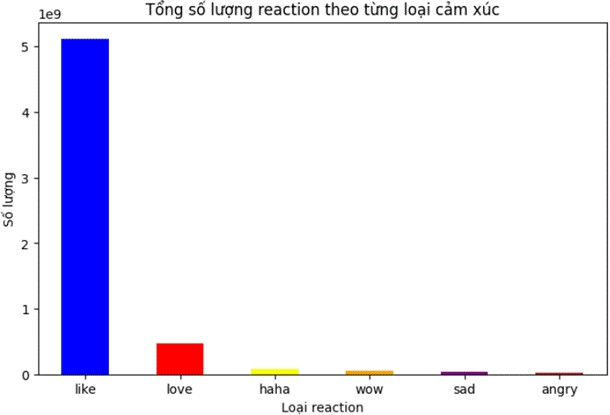 Tổng số lượng reaction theo từng loại cảm xúc
1e9
5
4
3
2
1
0
Số lượng
like love haha wow sad angry
Loại reaction